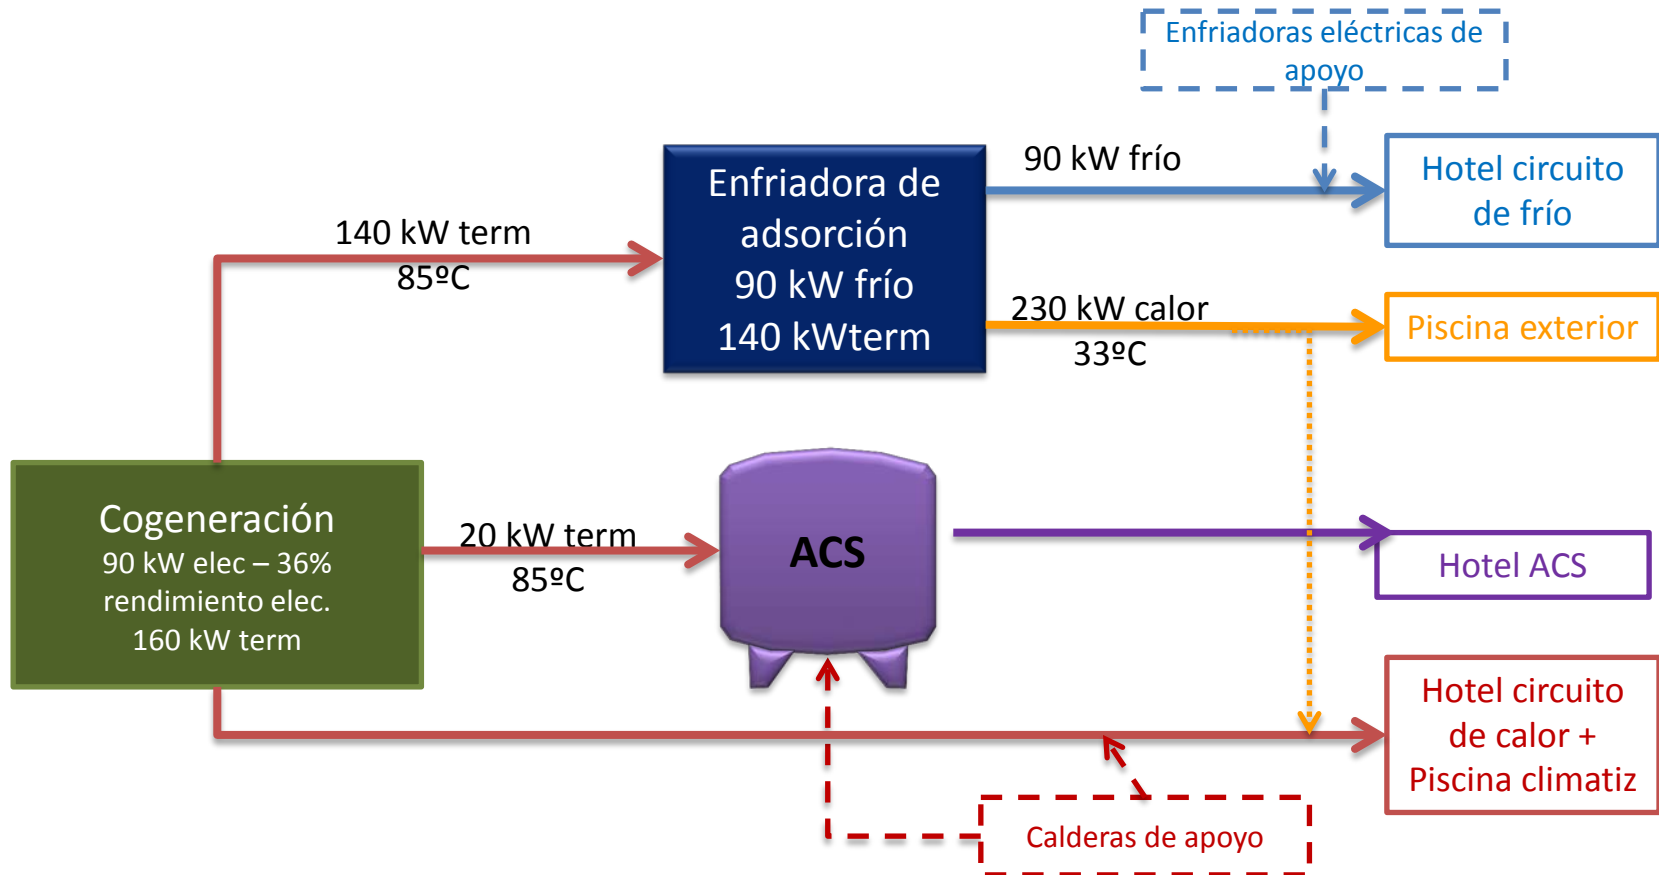 Enfriadoras eléctricas de
apoyo
90 kW frío
Hotel circuito
de frío
Enfriadora de
adsorción
90 kW frío
140 kWterm
140 kW term
85ºC
230 kW calor
33ºC
Piscina exterior
Cogeneración
90 kW elec – 36%
rendimiento elec.
160 kW term
20 kW term
85ºC
ACS
Hotel ACS
Hotel circuito
de calor +
Piscina climatiz
Calderas de apoyo